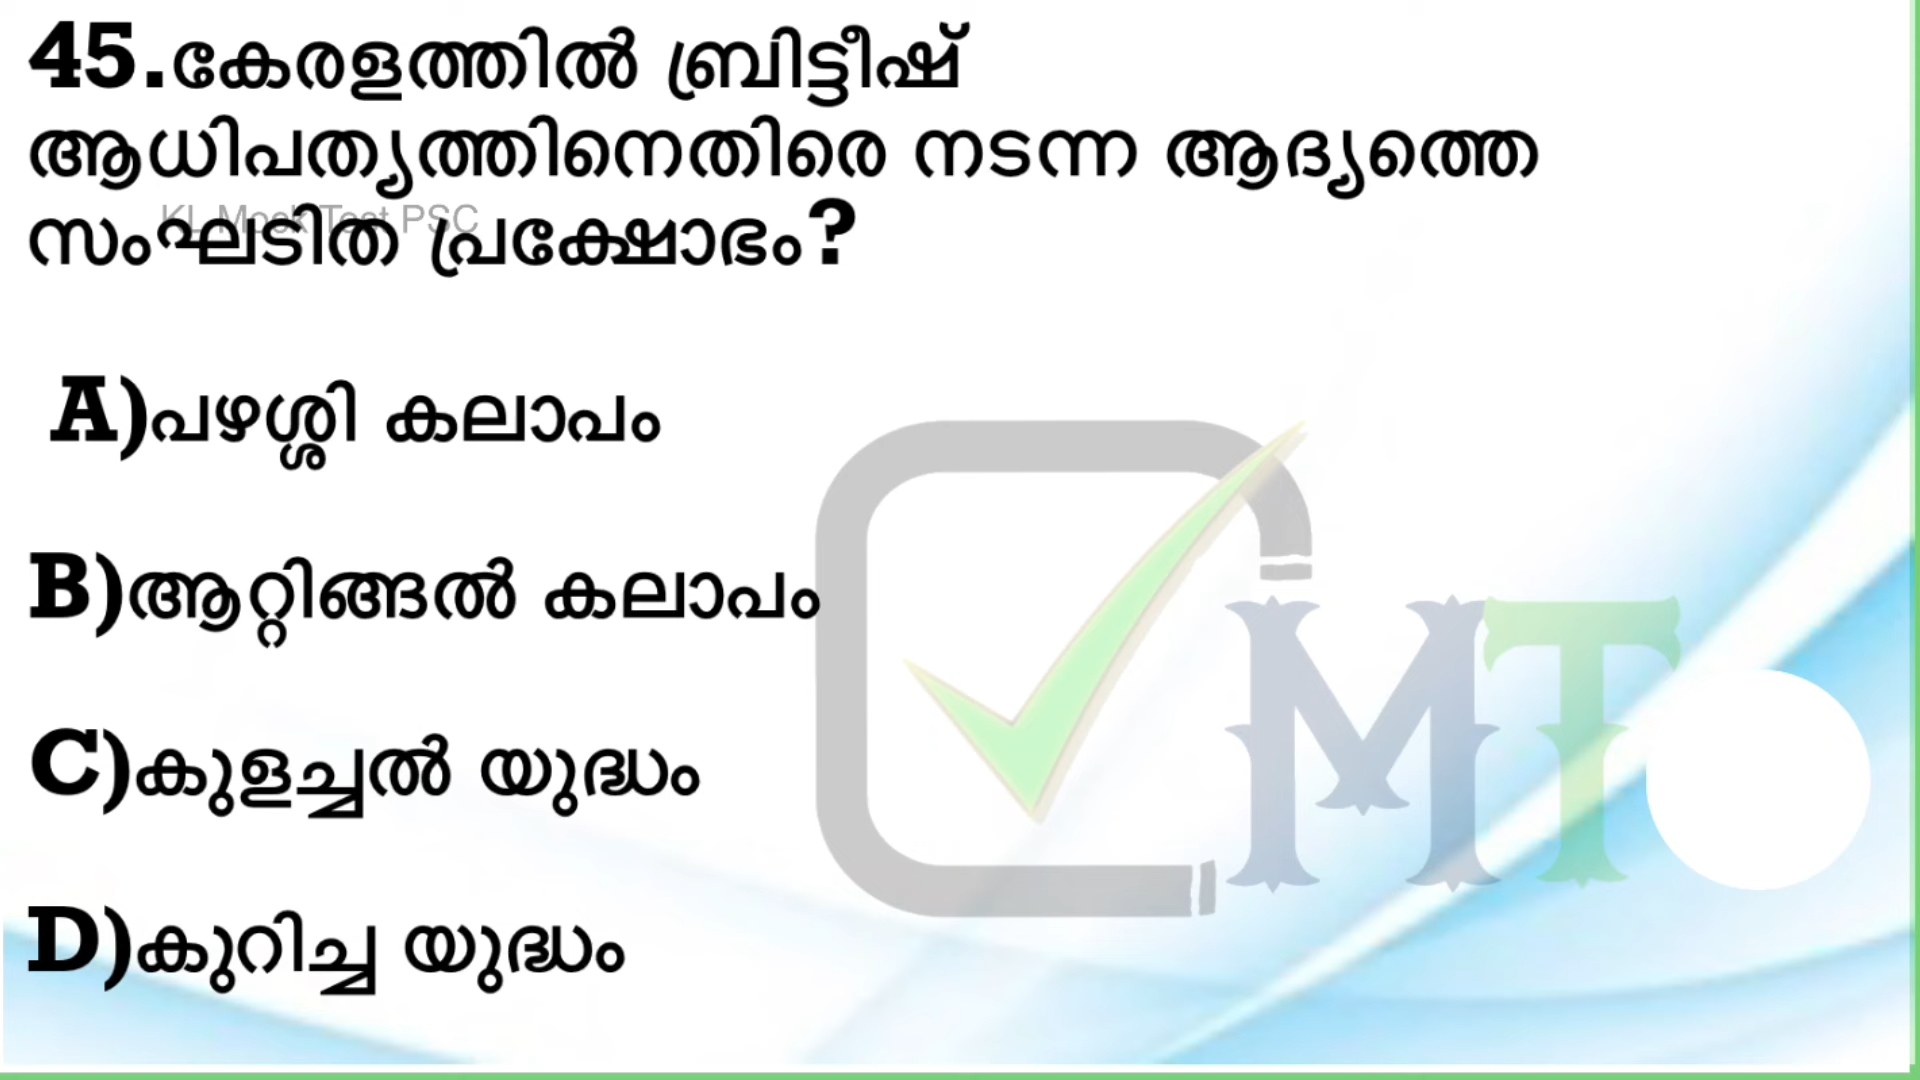 45.കേരളത്തിൽ ബ്രിട്ടീഷ്
ആധിപത്യത്തിനെതിരെ നടന്ന ആദ്യത്തെ
സംഘടിത പ്രക്ഷോഭം?
KL Mock Test PSC
A)പഴശ്ശി കലാപം
B)ആറ്റിങ്ങൽ കലാപം
C)കുളച്ചൽ യുദ്ധം
D)കുറിച്ച യുദ്ധം
MT